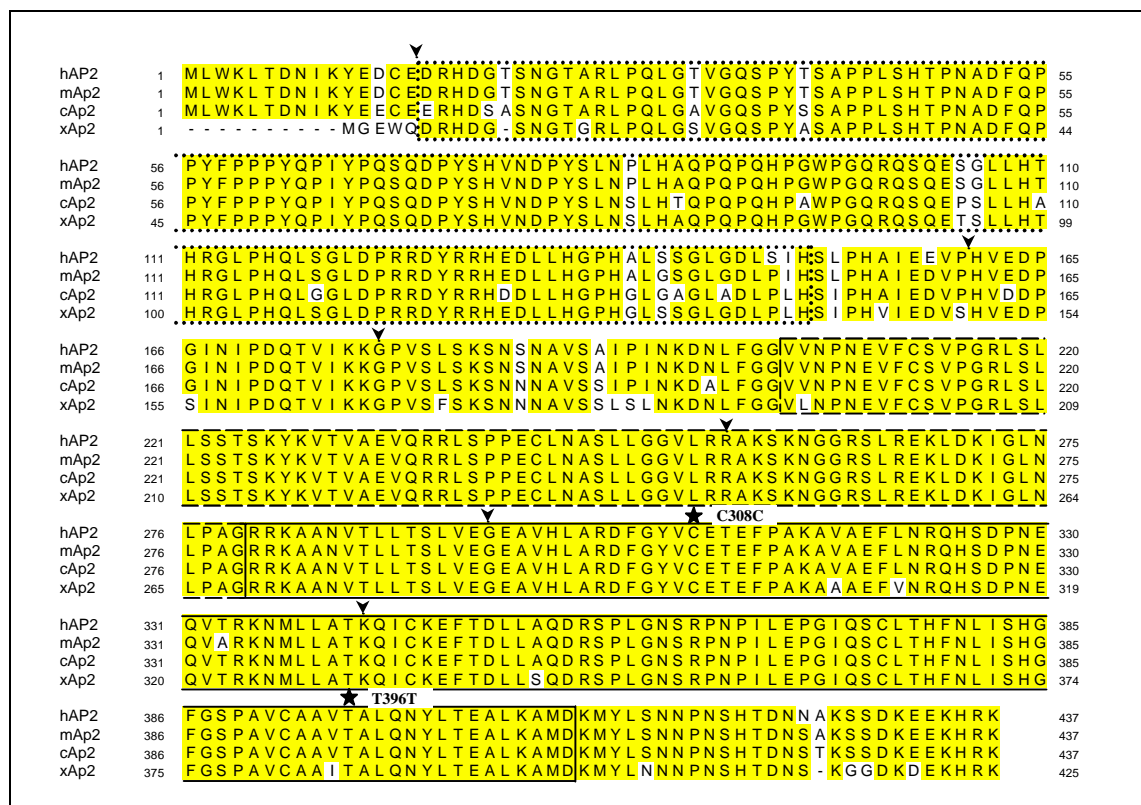 hAP2 1 MLWKLTDNIKYEDCEDRHDGTSNGTARLPQLGTVGQSPYTSAPPLSHTPNADFQP 55
mAp2 1 MLWKLTDNIKYEDCEDRHDGTSNGTARLPQLGTVGQSPYTSAPPLSHTPNADFQP 55
cAp2 1 MLWKLTDNIKYEECEERHDSASNGTARLPQLGAVGQSPYSSAPPLSHTPNADFQP 55
xAp2 1 ----------MGEWQDRHDG-SNGTGRLPQLGSVGQSPYASAPPLSHTPNADFQP 44
hAP2 56 PYFPPPYQPIYPQSQDPYSHVNDPYSLNPLHAQPQPQHPGWPGQRQSQESGLLHT 110
mAp2 56 PYFPPPYQPIYPQSQDPYSHVNDPYSLNPLHAQPQPQHPGWPGQRQSQESGLLHT 110
cAp2 56 PYFPPPYQPIYPQSQDPYSHVNDPYSLNSLHTQPQPQHPAWPGQRQSQEPSLLHA 110
xAp2 45 PYFPPPYQPIYPQSQDPYSHVNDPYSLNSLHAQPQPQHPGWPGQRQSQETSLLHT 99
hAP2 111 HRGLPHQLSGLDPRRDYRRHEDLLHGPHALSSGLGDLSIHSLPHAIEEVPHVEDP 165
mAp2 111 HRGLPHQLSGLDPRRDYRRHEDLLHGPHALGSGLGDLPIHSLPHAIEDVPHVEDP 165
cAp2 111 HRGLPHQLGGLDPRRDYRRHDDLLHGPHGLGAGLADLPLHSIPHAIEDVPHVDDP 165
xAp2 100 HRGLPHQLSGLDPRRDYRRHEDLLHGPHGLSSGLGDLPLHSIPHVIEDVSHVEDP 154
hAP2 166 GINIPDQTVIKKGPVSLSKSNSNAVSAIPINKDNLFGGVVNPNEVFCSVPGRLSL 220
mAp2 166 GINIPDQTVIKKGPVSLSKSNSNAVSAIPINKDNLFGGVVNPNEVFCSVPGRLSL 220
cAp2 166 GINIPDQTVIKKGPVSLSKSNNNAVSSIPINKDALFGGVVNPNEVFCSVPGRLSL 220
xAp2 155 SINIPDQTVIKKGPVSFSKSNNNAVSSLSLNKDNLFGGVLNPNEVFCSVPGRLSL 209
hAP2 221 LSSTSKYKVTVAEVQRRLSPPECLNASLLGGVLRRAKSKNGGRSLREKLDKIGLN 275
mAp2 221 LSSTSKYKVTVAEVQRRLSPPECLNASLLGGVLRRAKSKNGGRSLREKLDKIGLN 275
cAp2 221 LSSTSKYKVTVAEVQRRLSPPECLNASLLGGVLRRAKSKNGGRSLREKLDKIGLN 275
xAp2 210 LSSTSKYKVTVAEVQRRLSPPECLNASLLGGVLRRAKSKNGGRSLREKLDKIGLN 264
C308C
hAP2 276 LPAGRRKAANVTLLTSLVEGEAVHLARDFGYVCETEFPAKAVAEFLNRQHSDPNE 330
mAp2 276 LPAGRRKAANVTLLTSLVEGEAVHLARDFGYVCETEFPAKAVAEFLNRQHSDPNE 330
cAp2 276 LPAGRRKAANVTLLTSLVEGEAVHLARDFGYVCETEFPAKAVAEFLNRQHSDPNE 330
xAp2 265 LPAGRRKAANVTLLTSLVEGEAVHLARDFGYVCETEFPAKAAAEFVNRQHSDPNE 319
hAP2 331 QVTRKNMLLATKQICKEFTDLLAQDRSPLGNSRPNPILEPGIQSCLTHFNLISHG 385
mAp2 331 QVARKNMLLATKQICKEFTDLLAQDRSPLGNSRPNPILEPGIQSCLTHFNLISHG 385
cAp2 331 QVTRKNMLLATKQICKEFTDLLAQDRSPLGNSRPNPILEPGIQSCLTHFNLISHG 385
xAp2 320 QVTRKNMLLATKQICKEFTDLLSQDRSPLGNSRPNPILEPGIQSCLTHFNLISHG 374
T396T
hAP2 386 FGSPAVCAAVTALQNYLTEALKAMDKMYLSNNPNSHTDNNAKSSDKEEKHRK 437
mAp2 386 FGSPAVCAAVTALQNYLTEALKAMDKMYLSNNPNSHTDNSAKSSDKEEKHRK 437
cAp2 386 FGSPAVCAAVTALQNYLTEALKAMDKMYLSNNPNSHTDNSTKSSDKEEKHRK 437
xAp2 375 FGSPAVCAAITALQNYLTEALKAMDKMYLNNNPNSHTDNS-KGGDKDEKHRK 425